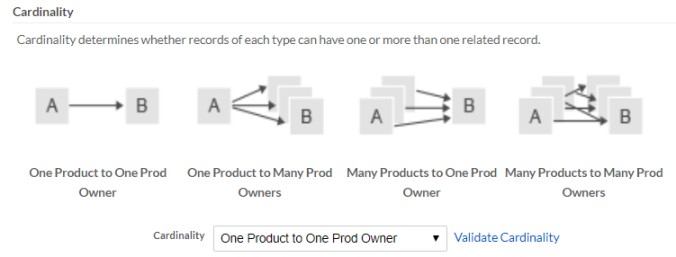 Cardinality
Cardinality determines whether records of each type can have one or more than one related record.
A B
A B
A B
A B
One Product to One Prod Owner
One Product to Many Prod Owners
Many Products to One Prod Owner
Many Products to Many Prod Owners
Cardinality One Product to One Prod Owner Validate Cardinality